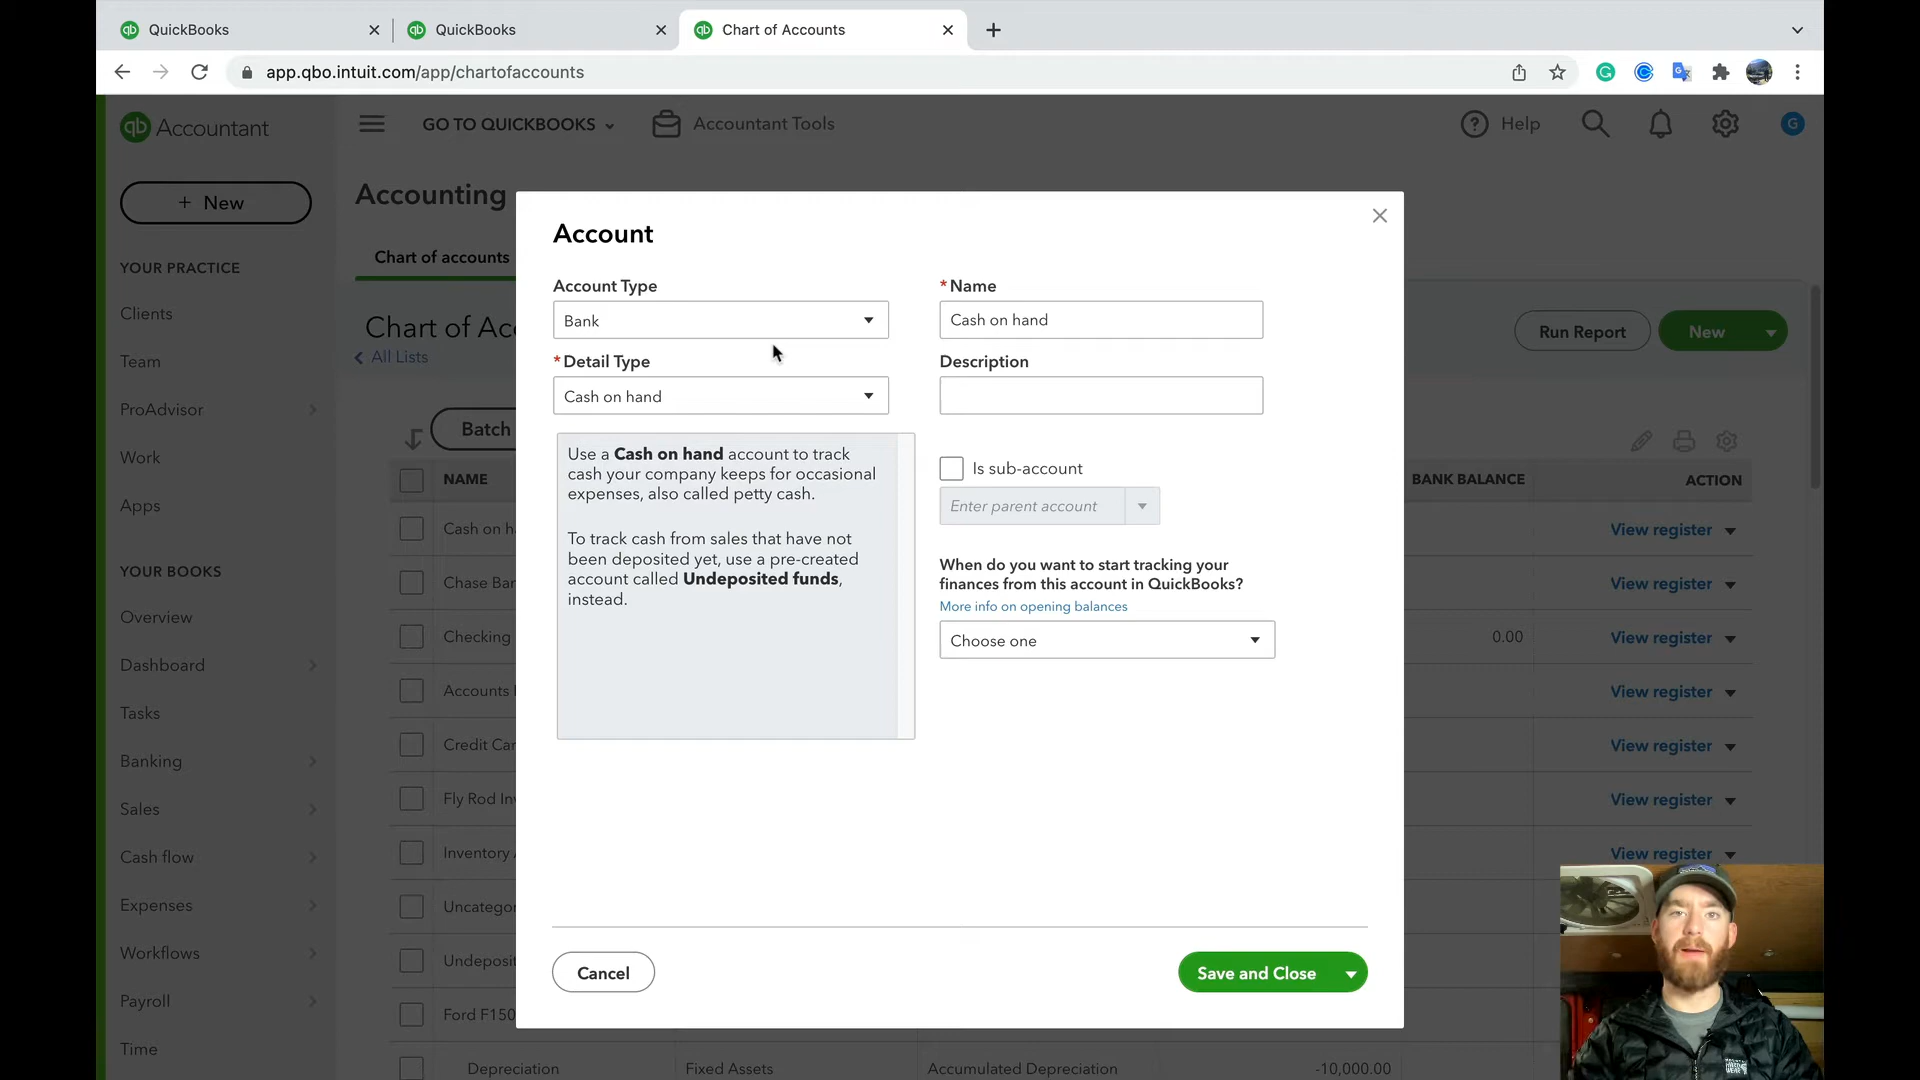 QuickBooks
QuickBooks
Chart of Accounts
app.qbo.intuit.com/app/chartofaccounts
qb Accountant
GO TO QUICKBOOKS
Accountant Tools
Help
G
+ New
Accounting
YOUR PRACTICE
Clients
Team
ProAdvisor
Work
Apps
YOUR BOOKS
Overview
Dashboard
Tasks
Banking
Sales
Cash flow
Expenses
Workflows
Payroll
Time
Chart of accounts
Chart of Acc
All Lists
Run Report
New
Batch
NAME
BANK BALANCE
ACTION
Cash on h
View register
Chase Ban
View register
Checking
0.00
View register
Accounts
View register
Credit Car
View register
Fly Rod Inv
View register
Inventory
View register
Uncatego
Undeposit
Ford F150
Depreciation
Fixed Assets
Accumulated Depreciation
-10,000.00
Account
Account Type
Bank
*Detail Type
Cash on hand
Use a Cash on hand account to track
cash your company keeps for occasional
expenses, also called petty cash.
To track cash from sales that have not
been deposited yet, use a pre-created
account called Undeposited funds,
instead.
*Name
Cash on hand
Description
Is sub-account
Enter parent account
When do you want to start tracking your
finances from this account in QuickBooks?
More info on opening balances
Choose one
Cancel
Save and Close